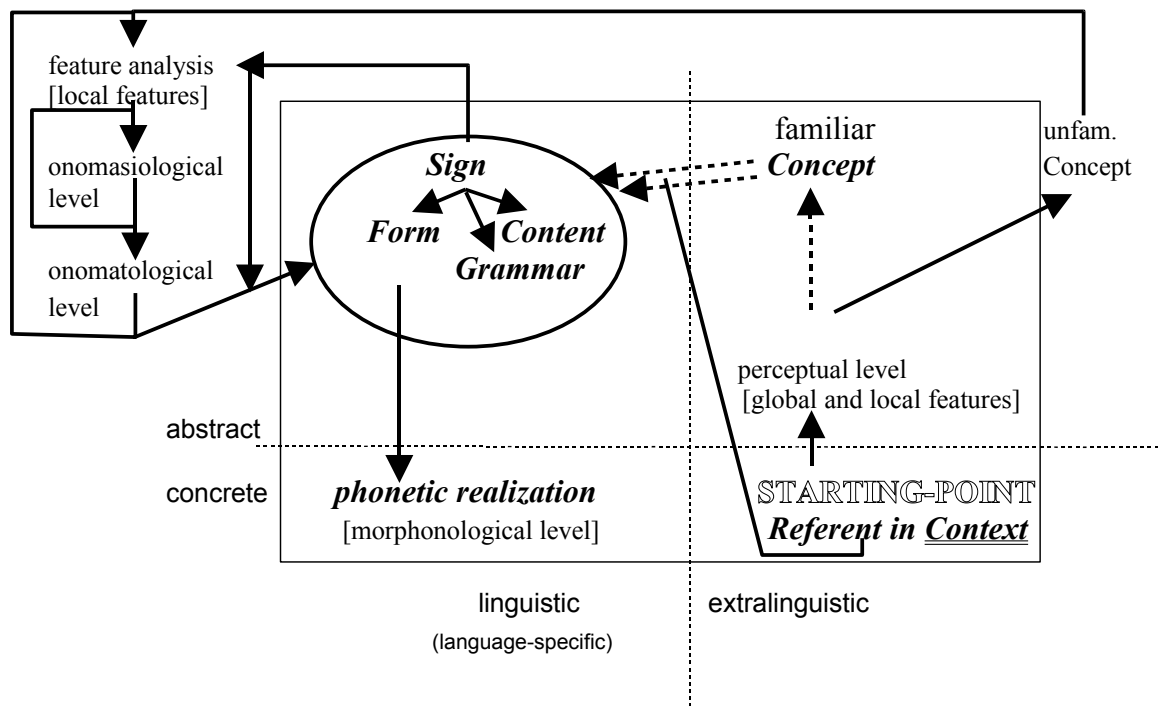 feature analysis
[local features]
onomasiological
level
onomatological
level
Sign
Form Content
Grammar
familiar
Concept
unfam.
Concept
perceptual level
[global and local features]
abstract
concrete
phonetic realization
[morphonological level]
STARTING-POINT
Referent in Context
linguistic
(language-specific)
extralinguistic